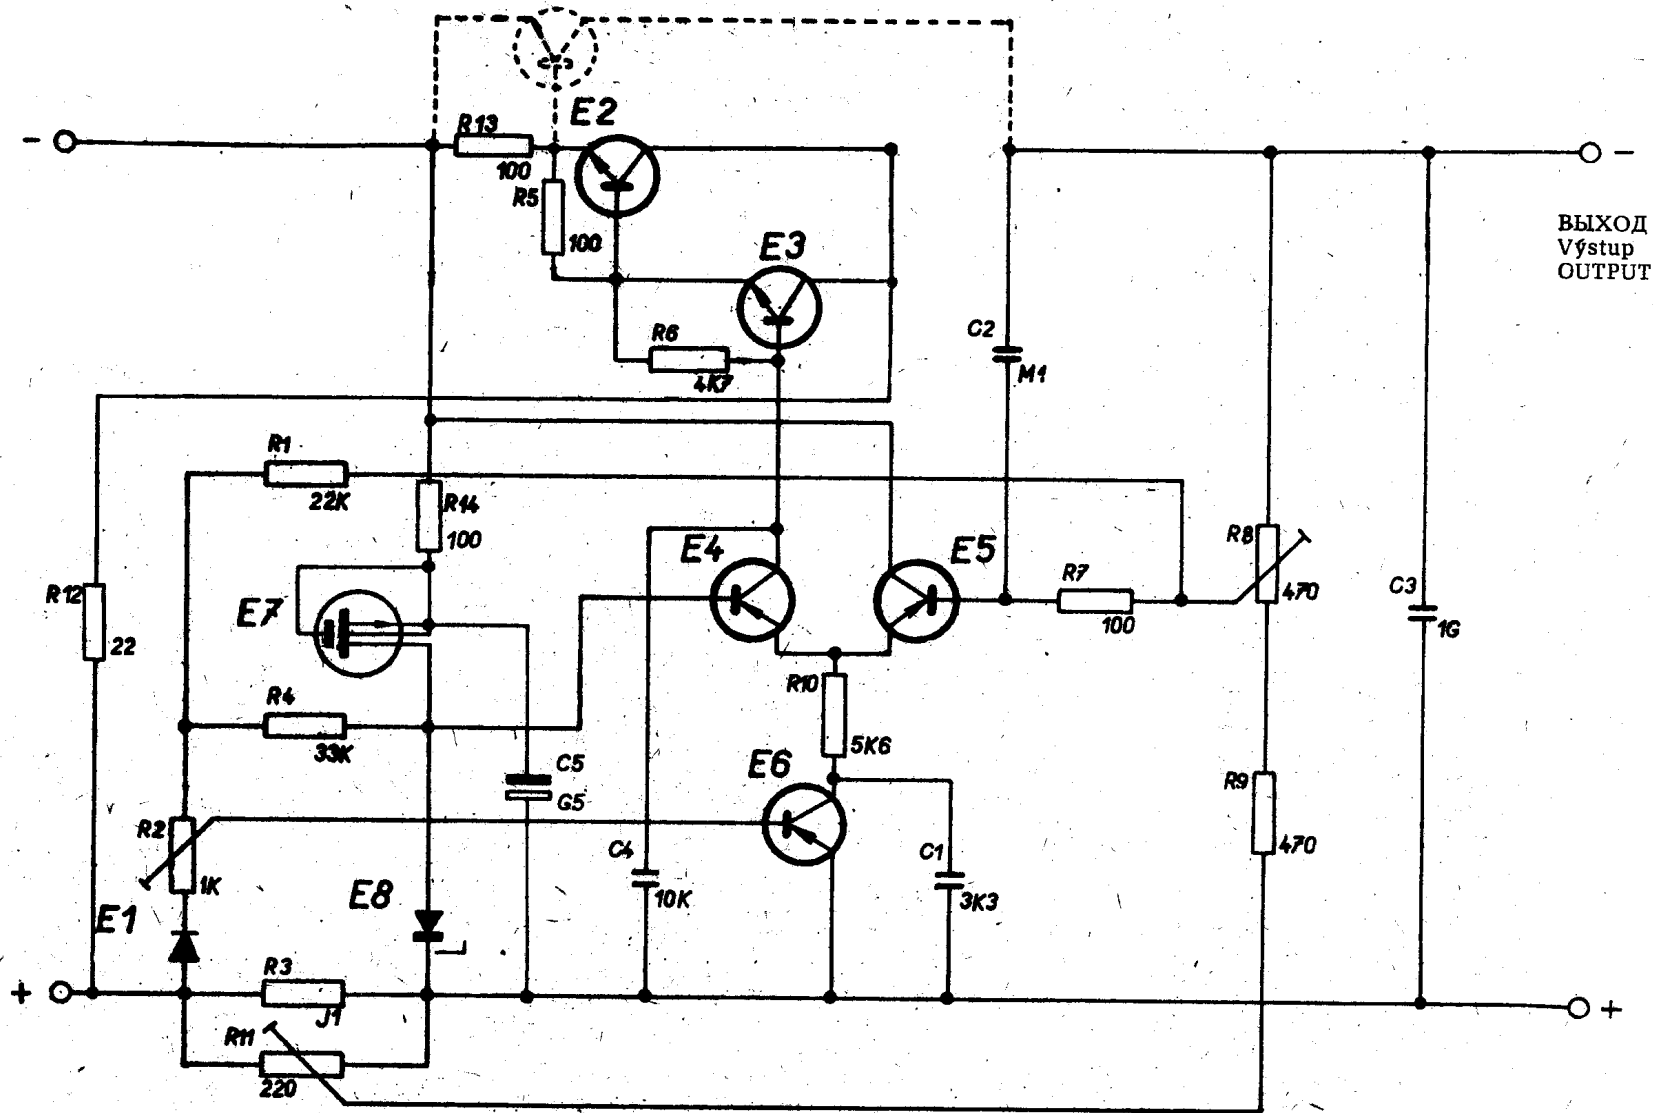 E2
- R13 -
100
R5
ВЫХОД
Výstup
OUTPUT
100
E3
C2
R6
M1
4K7
R1
22K
R14
100
E4
E5
R8
R12
E7
R7
470
C3
100
1G
22
R4
R10
33K
5K6
C5
E6
G5
R9
R2
C4
C1
470
1K
E8
10K
3K3
E1
+ R3 +
J1
R11
220